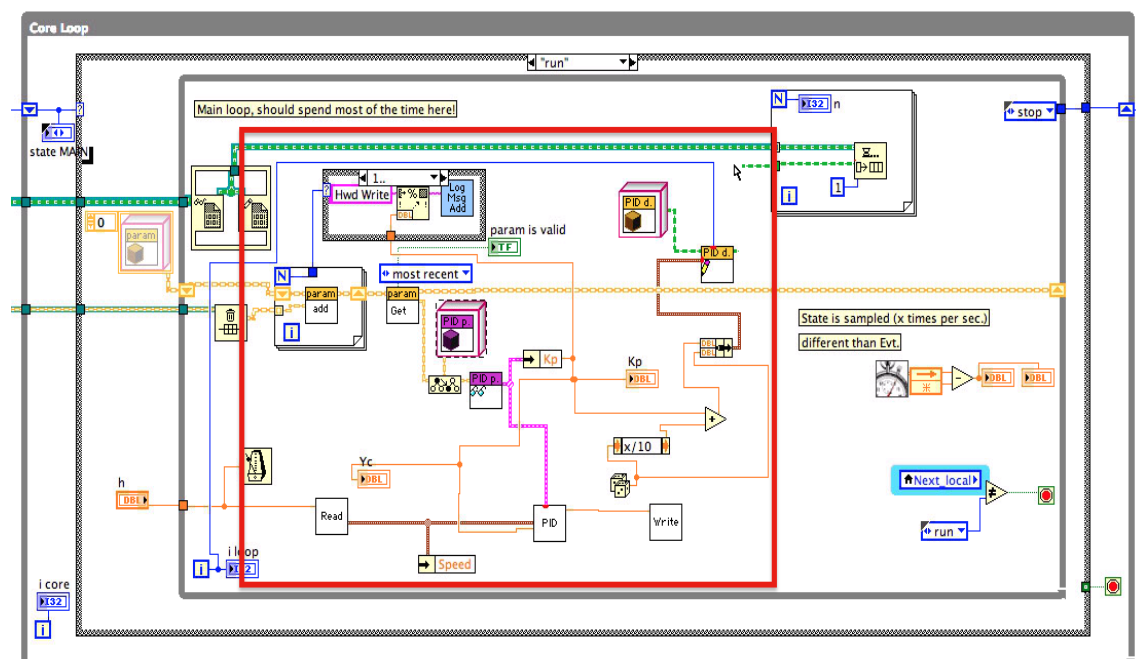 Core Loop
"run"
Main loop, should spend most of the time here!
N
I32
n
stop
state MAIN
1..
Hwd Write
DBL
Log
Msg
Add
i
1
PID d.
param is valid
TF
0
param
N
most recent
PID d.
param
add
param
Get
i
PID p.
State is sampled (x times per sec.)
different than Evt.
DBL
DBL
Kp
Kp
DBL
PID p.
DBL
DBL
+
x/10
Yc
DBL
h
DBL
Next_local
Read
PID
Write
run
Speed
i loop
i
I32
i core
I32
i